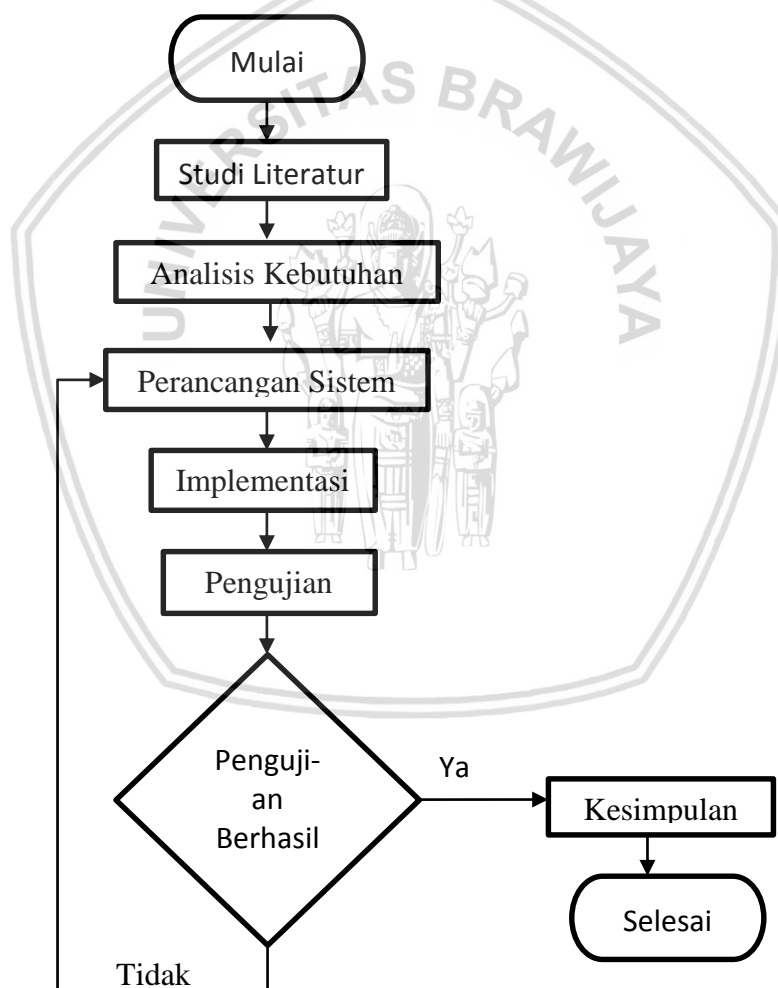 UNIVERSITAS BRAWIJAYA
Mulai
Studi Literatur
Analisis Kebutuhan
Perancangan Sistem
Implementasi
Pengujian
Penguji-
an
Berhasil
Ya
Kesimpulan
Selesai
Tidak